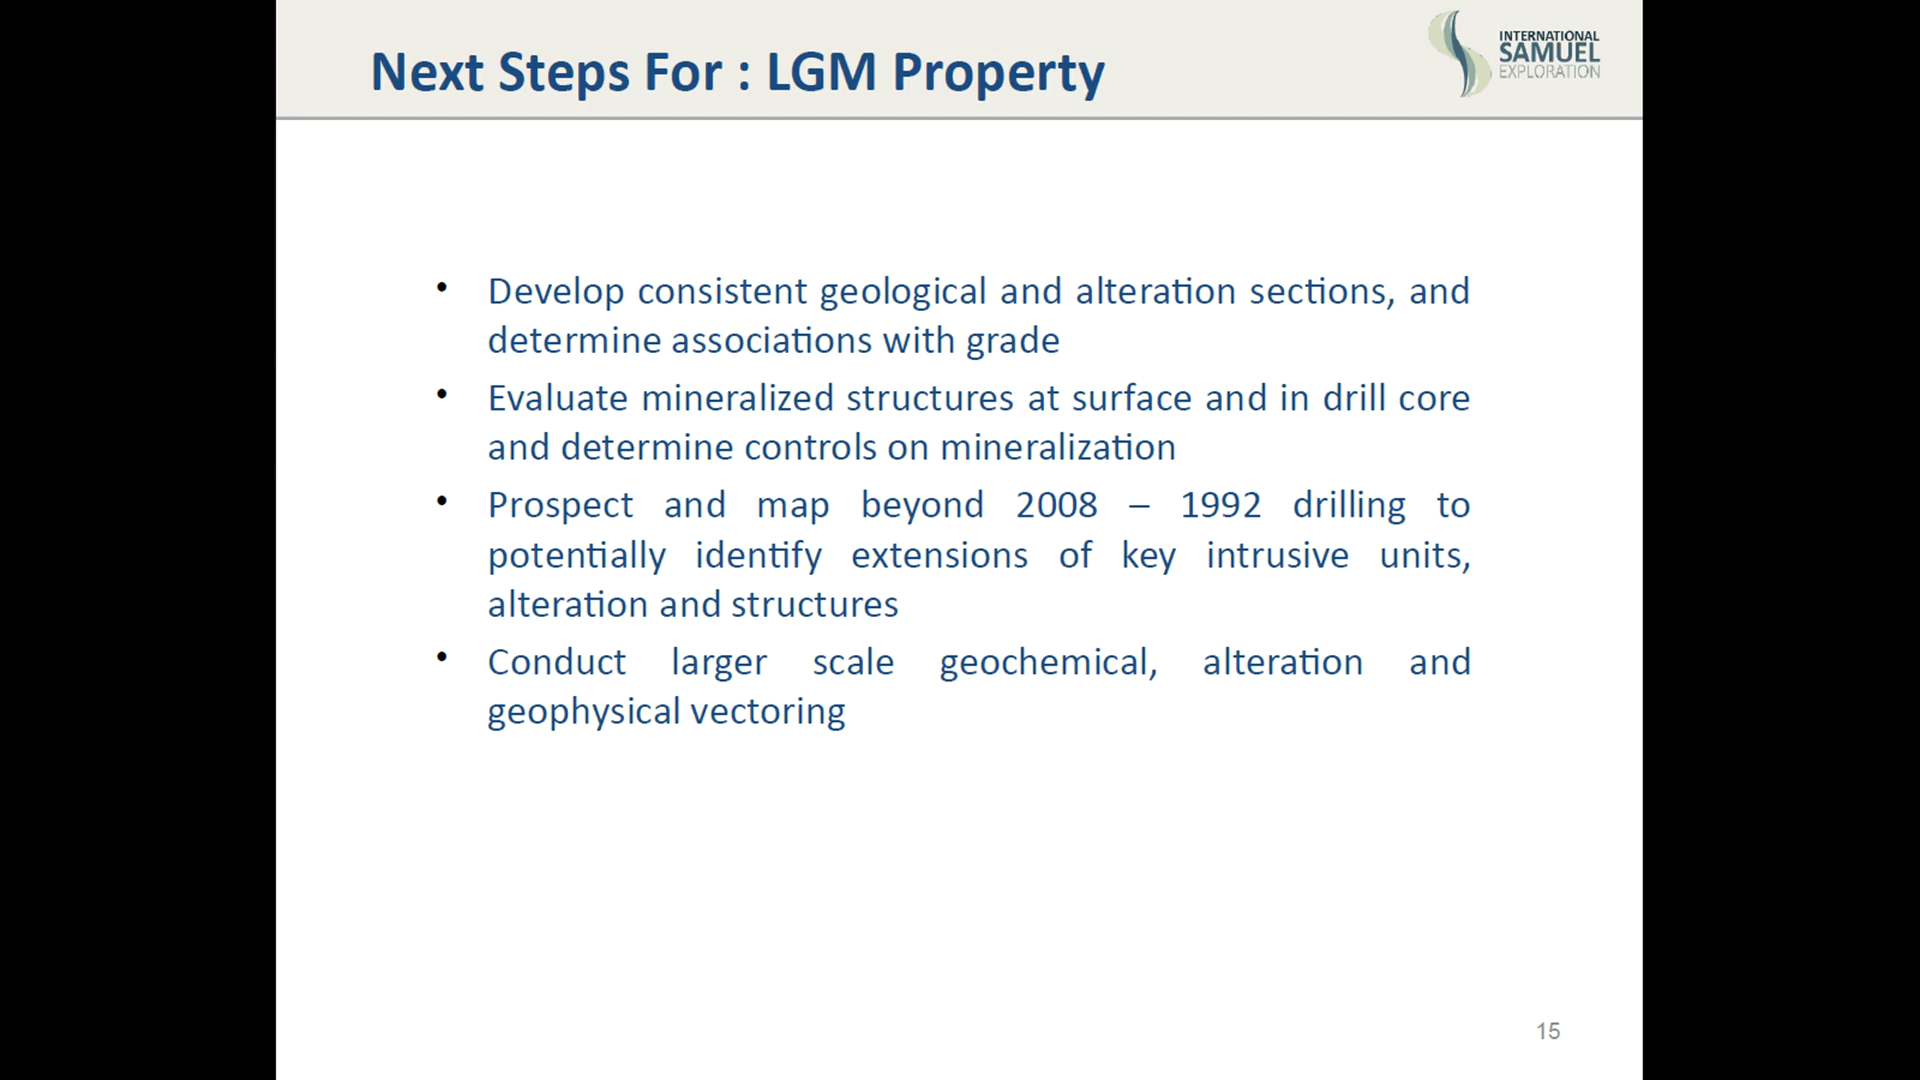 Next Steps For : LGM Property
INTERNATIONAL
SAMUEL
EXPLORATION
• Develop consistent geological and alteration sections, and
determine associations with grade
• Evaluate mineralized structures at surface and in drill core
and determine controls on mineralization
• Prospect and map beyond 2008 – 1992 drilling to
potentially identify extensions of key intrusive units,
alteration and structures
• Conduct larger scale geochemical, alteration and
geophysical vectoring
15